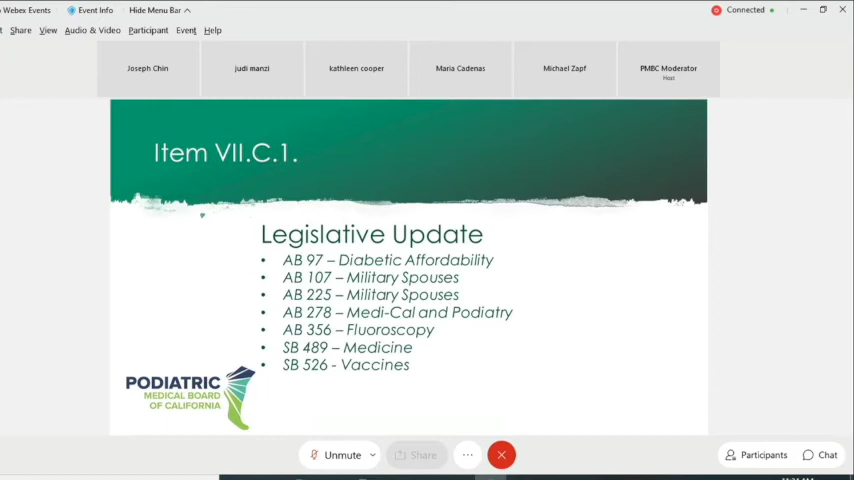 Webex Events Event Info Hide Menu Bar Connected
Share View Audio & Video Participant Event Help
Joseph Chin judi manzi kathleen cooper Maria Cadenas Michael Zapf PMBC Moderator
Host
Item VII.C.1.
Legislative Update
• AB 97 – Diabetic Affordability
• AB 107 – Military Spouses
• AB 225 – Military Spouses
• AB 278 – Medi-Cal and Podiatry
• AB 356 – Fluoroscopy
• SB 489 – Medicine
• SB 526 - Vaccines
PODIATRIC
MEDICAL BOARD
OF CALIFORNIA
Unmute Share Participants Chat